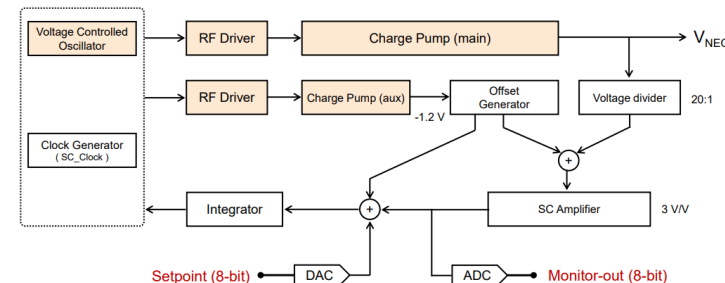 Voltage Controlled
Oscillator
RF Driver
Charge Pump (main)
VNEG
RF Driver
Charge Pump (aux)
-1.2 V
Offset
Generator
Voltage divider
20:1
Clock Generator
( SC_Clock )
+
Integrator
+
SC Amplifier
3 V/V
Setpoint (8-bit)
DAC
ADC
Monitor-out (8-bit)